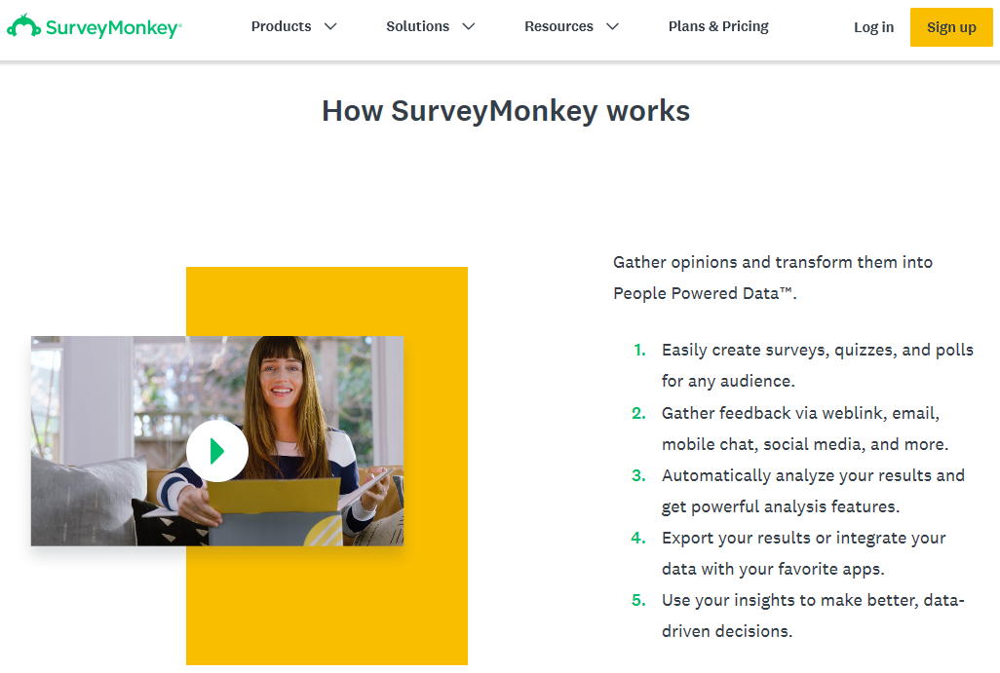 SurveyMonkey®
Products
Solutions
Resources
Plans & Pricing
Log in
Sign up
How SurveyMonkey works
Gather opinions and transform them into
People Powered Data™.
1. Easily create surveys, quizzes, and polls
for any audience.
2. Gather feedback via weblink, email,
mobile chat, social media, and more.
3. Automatically analyze your results and
get powerful analysis features.
4. Export your results or integrate your
data with your favorite apps.
5. Use your insights to make better, data-
driven decisions.